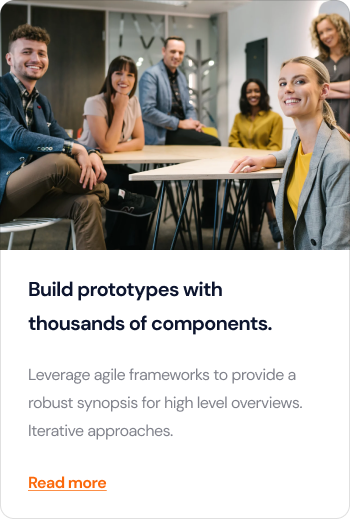 Build prototypes with
thousands of components.
Leverage agile frameworks to provide a
robust synopsis for high level overviews.
Iterative approaches.
Read more